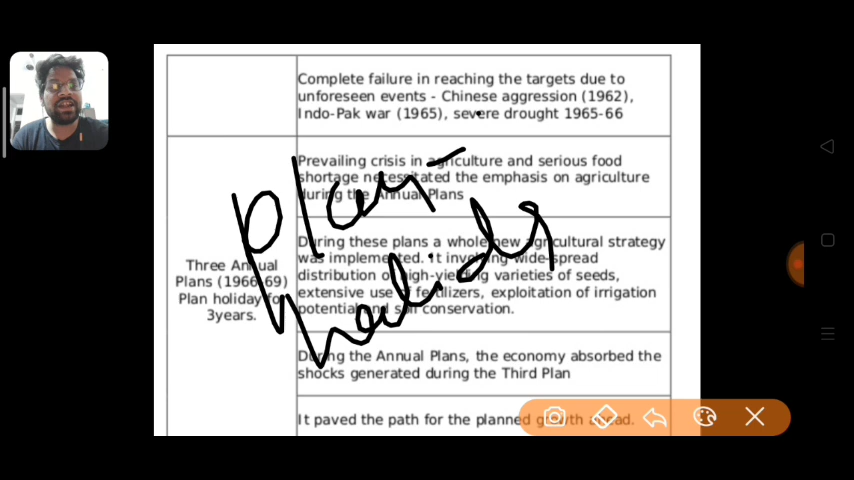 Complete failure in reaching the targets due to
unforeseen events - Chinese aggression (1962),
Indo-Pak war (1965), severe drought 1965-66
Prevailing crisis in agriculture and serious food
shortage necessitated the emphasis on agriculture
during the Annual Plans
Three Annual
Plans (1966-69)
Plan holiday for
3years.
During these plans a whole new agricultural strategy
was implemented. It involving wide-spread
distribution of high-yielding varieties of seeds,
extensive use of fertilizers, exploitation of irrigation
potential and soil conservation.
During the Annual Plans, the economy absorbed the
shocks generated during the Third Plan
It paved the path for the planned growth ahead.
Plan-
holiday